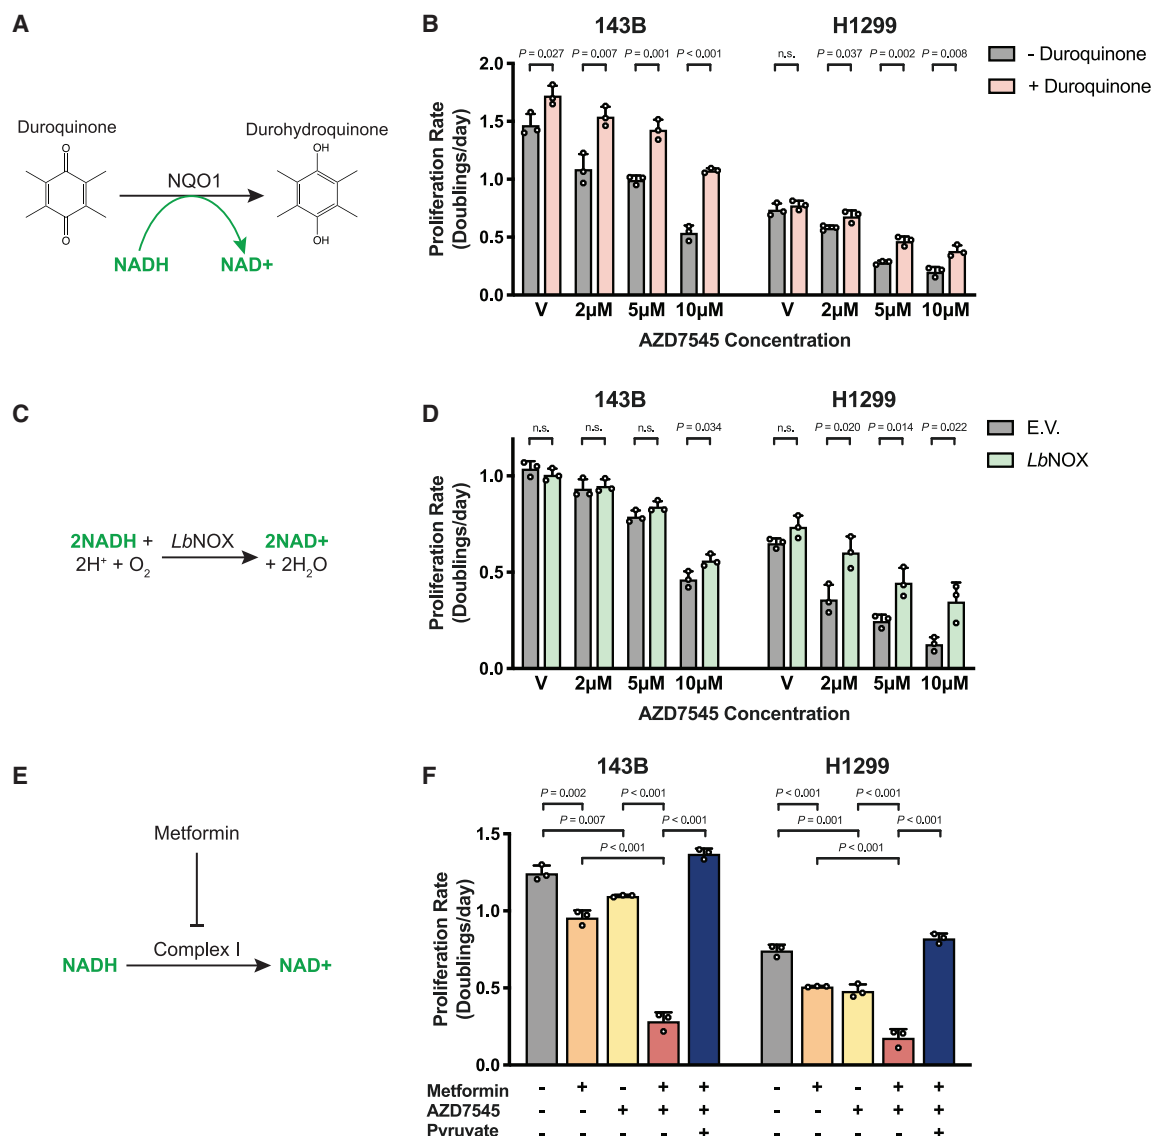 A
Duroquinone
Durohydroquinone
O
O
OH
OH
NQO1
NADH
NAD+
B
143B
H1299
P = 0.027
P = 0.007
P = 0.001
P < 0.001
n.s.
P = 0.037
P = 0.002
P = 0.008
- Duroquinone
+ Duroquinone
Proliferation Rate
(Doublings/day)
2.0
1.5
1.0
0.5
0.0
V
2µM
5µM
10µM
V
2µM
5µM
10µM
AZD7545 Concentration
C
2NADH +
2H⁺ + O₂
LbNOX
2NAD+
+ 2H₂O
D
143B
H1299
n.s.
n.s.
n.s.
P = 0.034
n.s.
P = 0.020
P = 0.014
P = 0.022
E.V.
LbNOX
Proliferation Rate
(Doublings/day)
1.0
0.5
0.0
V
2µM
5µM
10µM
V
2µM
5µM
10µM
AZD7545 Concentration
E
Metformin
Complex I
NADH
NAD+
F
143B
H1299
P = 0.002
P < 0.001
P = 0.007
P < 0.001
P < 0.001
P < 0.001
P < 0.001
P = 0.001
P < 0.001
P < 0.001
Proliferation Rate
(Doublings/day)
1.5
1.0
0.5
0.0
Metformin - + - + + - + - + +
AZD7545 - - + + + - - + + +
Pyruvate - - - - + - - - - +